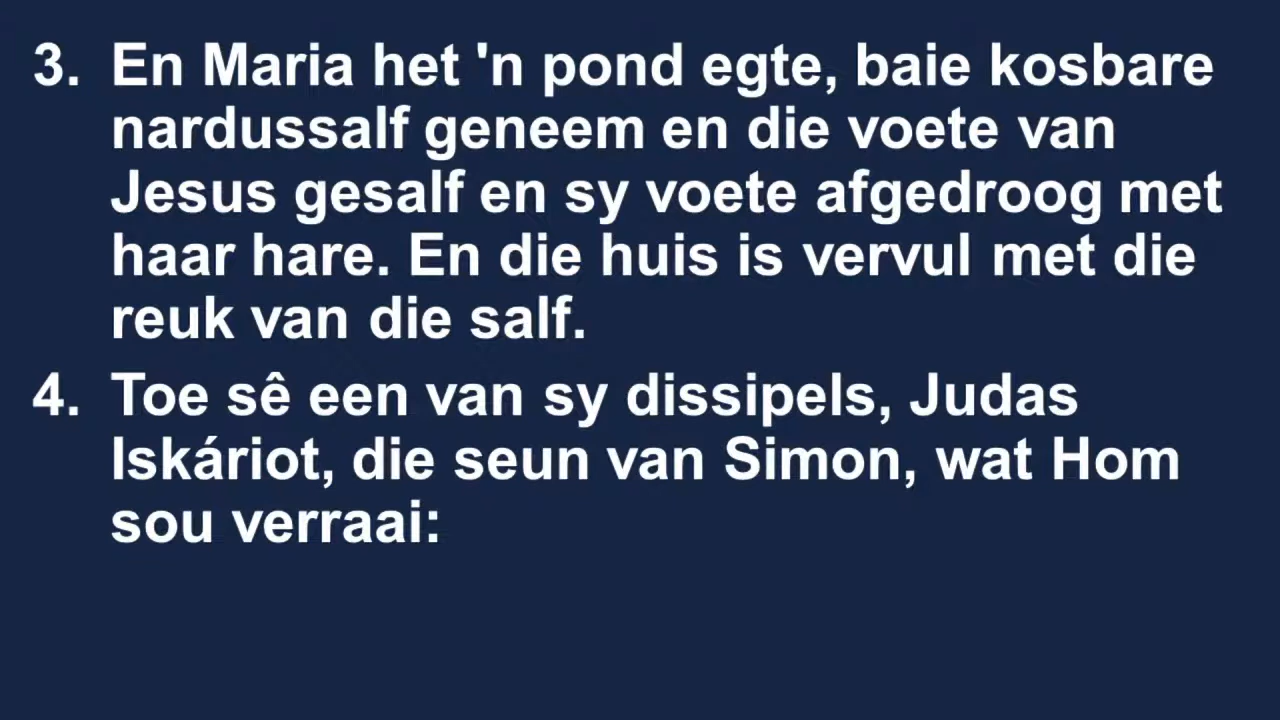 3. En Maria het 'n pond egte, baie kosbare
nardussalf geneem en die voete van
Jesus gesalf en sy voete afgedroog met
haar hare. En die huis is vervul met die
reuk van die salf.
4. Toe sê een van sy dissipels, Judas
Iskáriot, die seun van Simon, wat Hom
sou verraai: